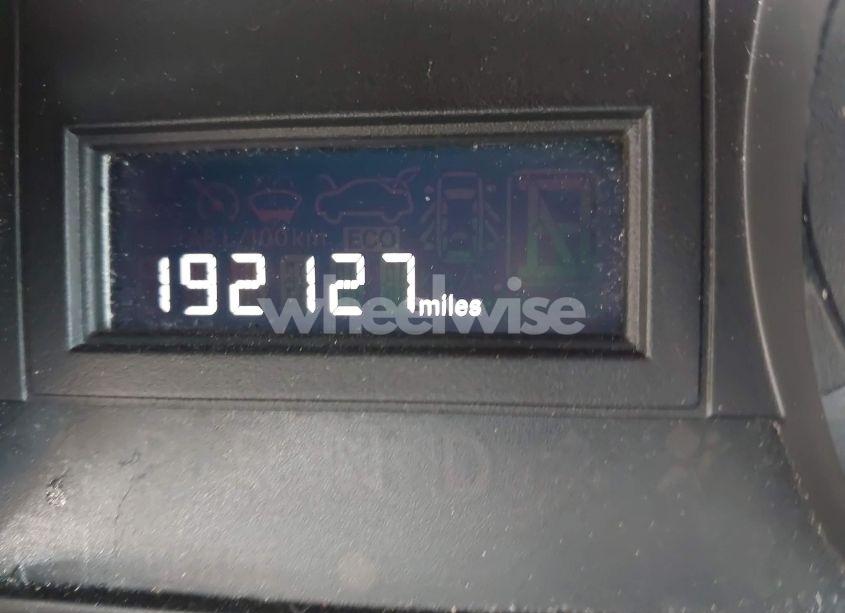 ECO
192127 miles
wheelwise
N D